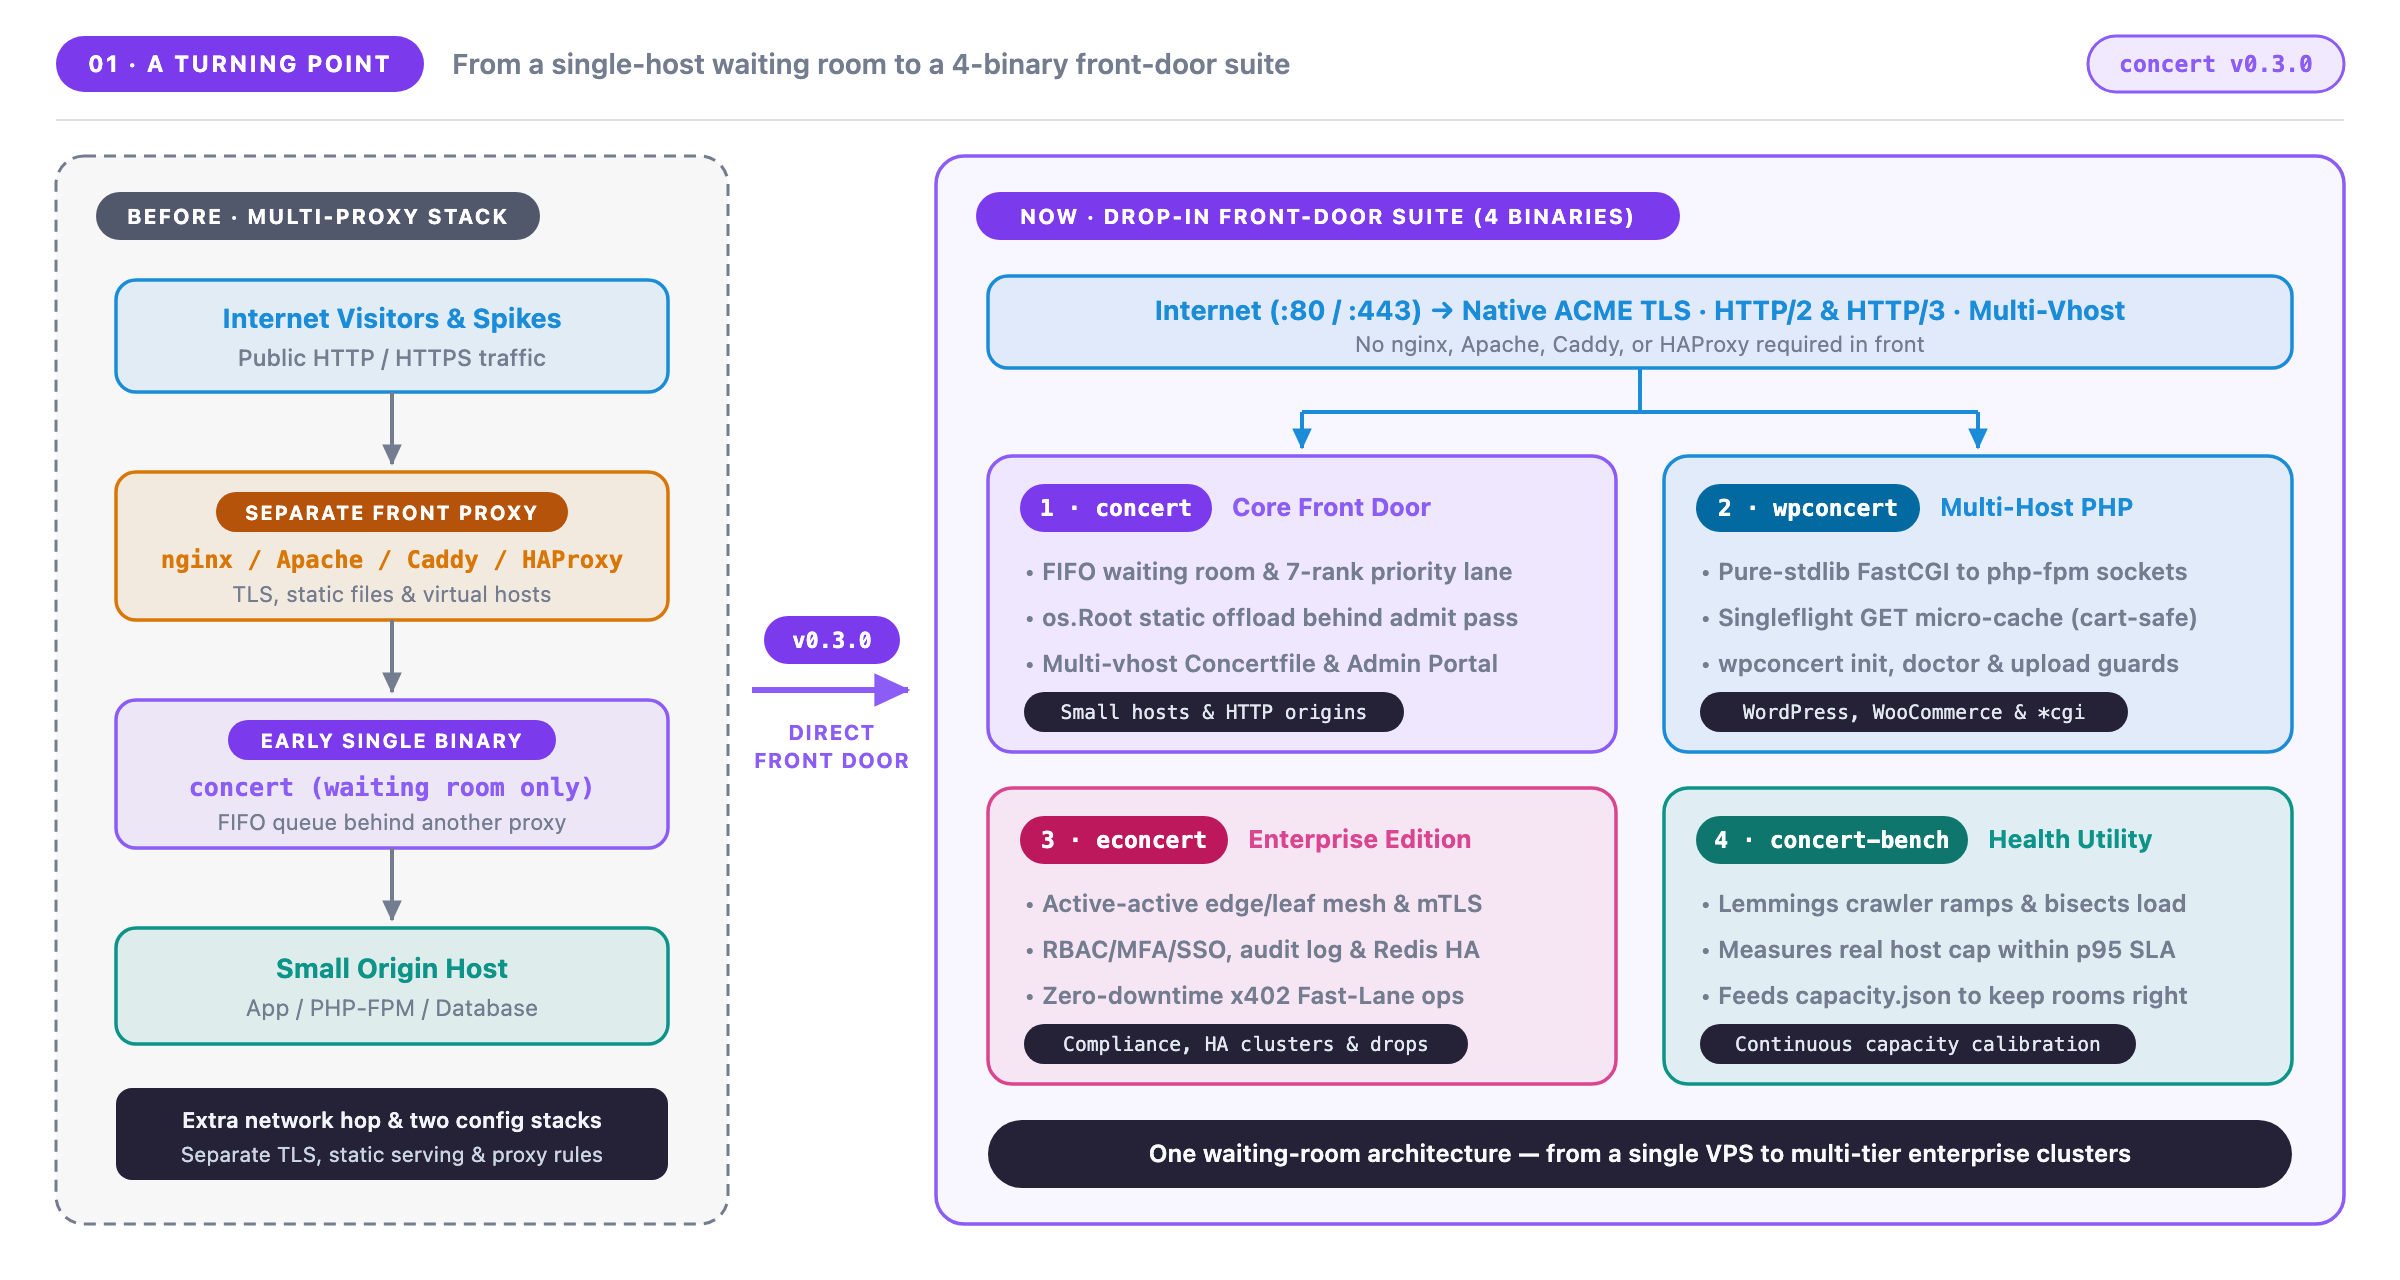 01 · A TURNING POINT
From a single-host waiting room to a 4-binary front-door suite
concert v0.3.0
BEFORE · MULTI-PROXY STACK
Internet Visitors & Spikes
Public HTTP / HTTPS traffic
SEPARATE FRONT PROXY
nginx / Apache / Caddy / HAProxy
TLS, static files & virtual hosts
EARLY SINGLE BINARY
concert (waiting room only)
FIFO queue behind another proxy
Small Origin Host
App / PHP-FPM / Database
Extra network hop & two config stacks
Separate TLS, static serving & proxy rules
v0.3.0
DIRECT
FRONT DOOR
NOW · DROP-IN FRONT-DOOR SUITE (4 BINARIES)
Internet (:80 / :443) → Native ACME TLS · HTTP/2 & HTTP/3 · Multi-Vhost
No nginx, Apache, Caddy, or HAProxy required in front
1 · concert
Core Front Door
• FIFO waiting room & 7-rank priority lane
• os.Root static offload behind admit pass
• Multi-vhost Concertfile & Admin Portal
Small hosts & HTTP origins
2 · wpconcert
Multi-Host PHP
• Pure-stdlib FastCGI to php-fpm sockets
• Singleflight GET micro-cache (cart-safe)
• wpconcert init, doctor & upload guards
WordPress, WooCommerce & *cgi
3 · econcert
Enterprise Edition
• Active-active edge/leaf mesh & mTLS
• RBAC/MFA/SSO, audit log & Redis HA
• Zero-downtime x402 Fast-Lane ops
Compliance, HA clusters & drops
4 · concert-bench
Health Utility
• Lemmings crawler ramps & bisects load
• Measures real host cap within p95 SLA
• Feeds capacity.json to keep rooms right
Continuous capacity calibration
One waiting-room architecture — from a single VPS to multi-tier enterprise clusters